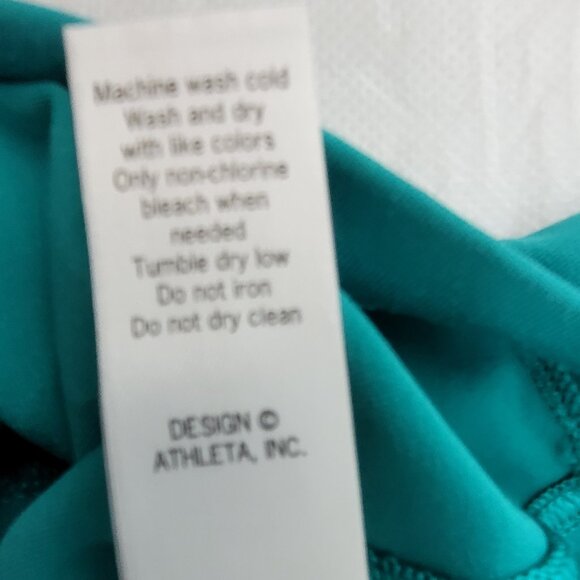 Machine wash cold
Wash and dry
with like colors
Only non-chlorine
bleach when
needed
Tumble dry low
Do not iron
Do not dry clean
DESIGN ©
ATHLETA, INC.